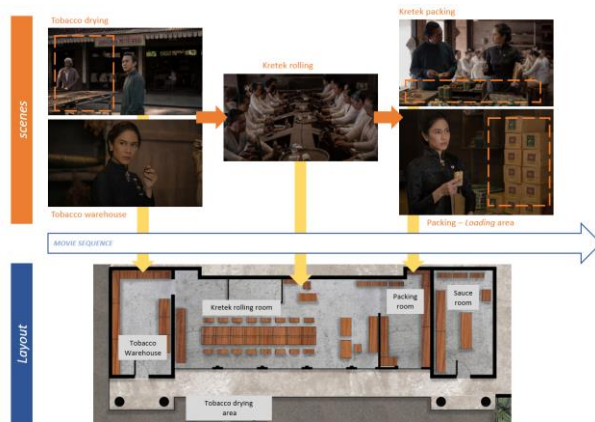 Tobacco drying
Kretek packing
Kretek rolling
scenes
Tobacco warehouse
Packing – Loading area
MOVIE SEQUENCE
Layout
Kretek rolling room
Packing
room
Sauce
room
Tobacco
Warehouse
Tobacco drying
area